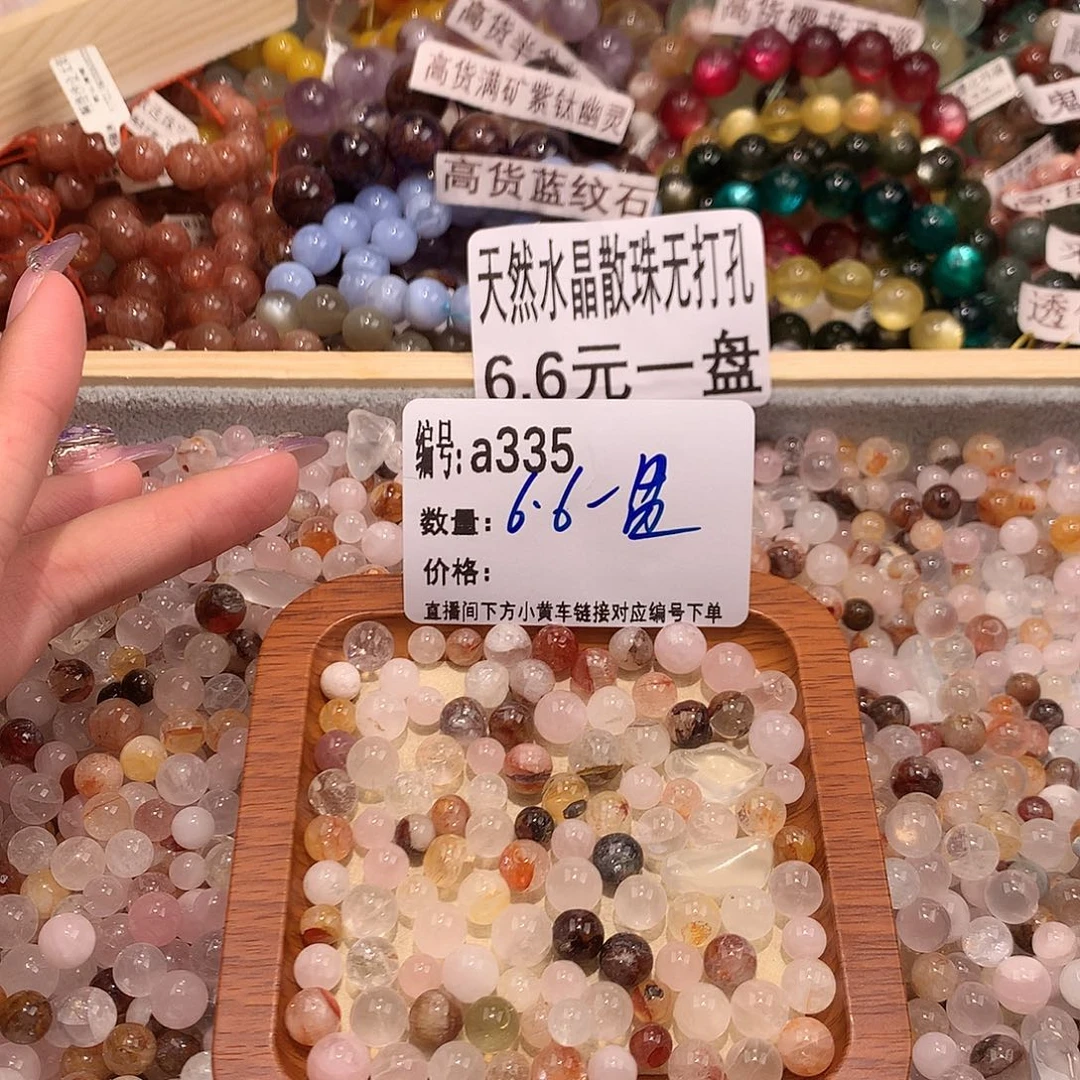 高货满矿紫钛幽灵
高货蓝纹石
天然水晶散珠无打孔
6.6元一盘
编号:a335
数量: 6.6一盘
价格:
直播间下方小黄车链接对应编号下单